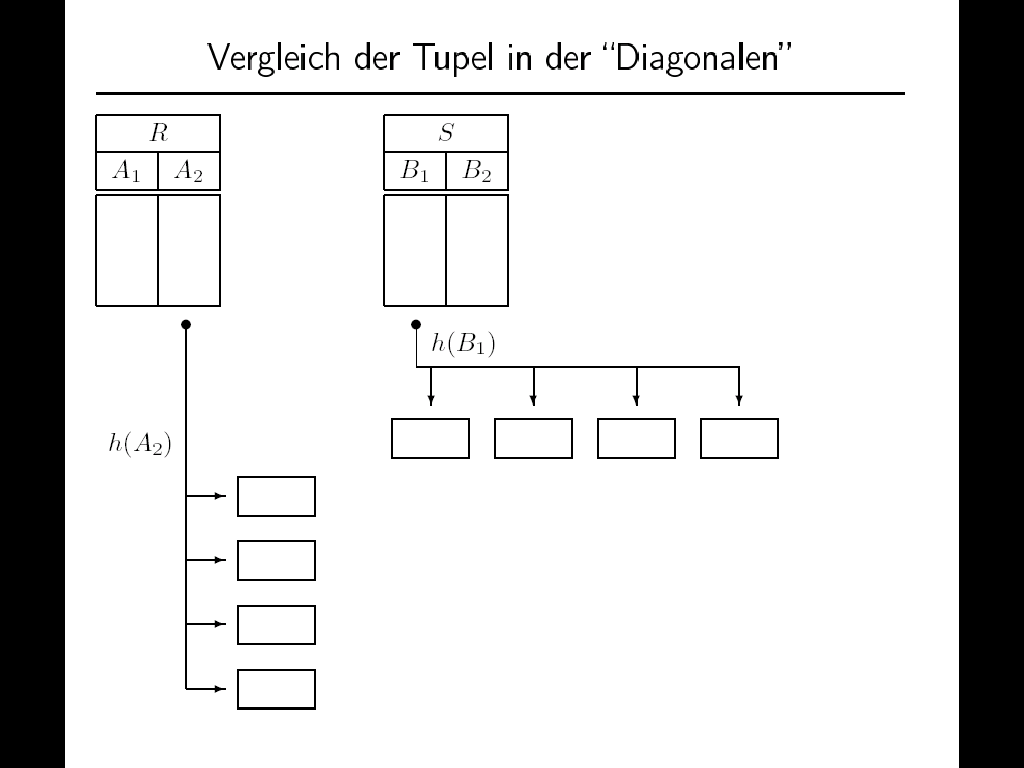 Vergleich der Tupel in der “Diagonalen”
R
A₁ A₂
S
B₁ B₂
h(B₁)
h(A₂)